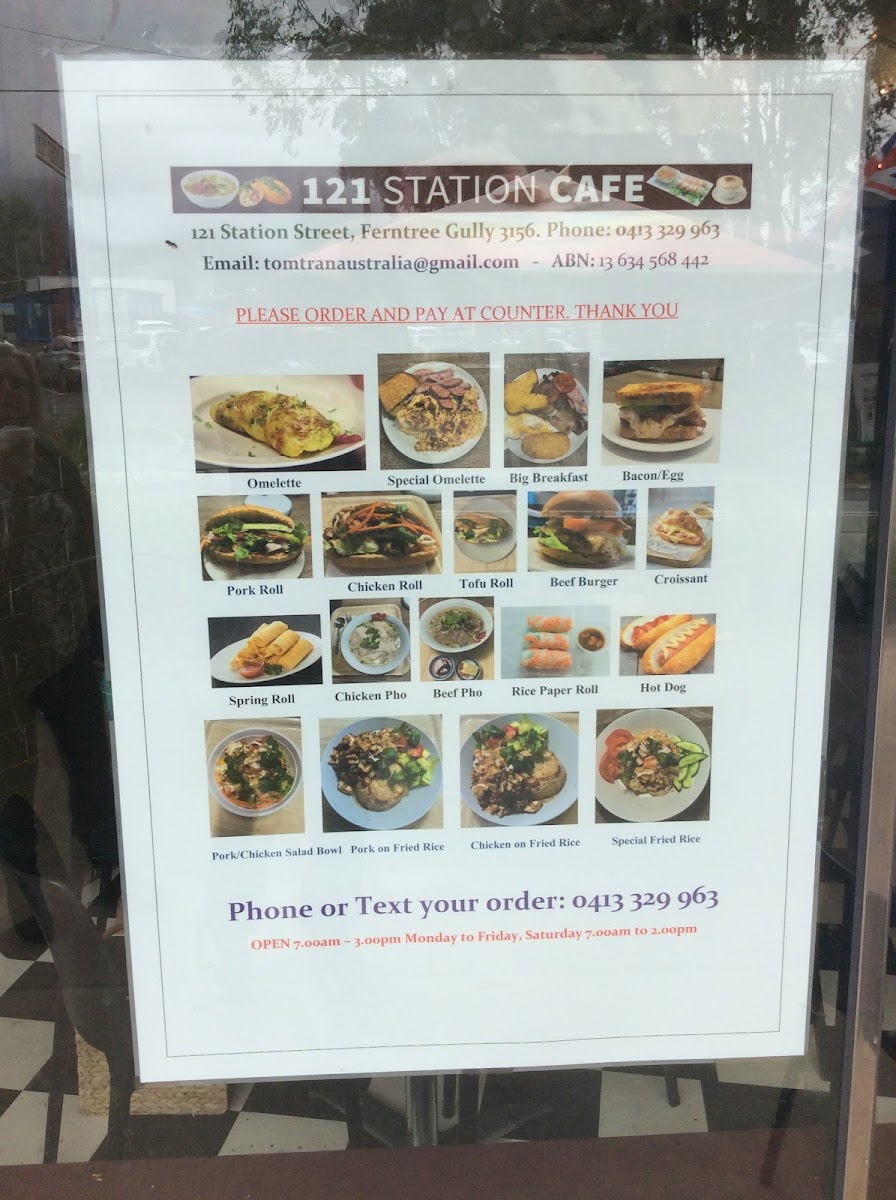 121 STATION CAFE
121 Station Street, Ferntree Gully 3156. Phone: 0413 329 963
Email: tomtranaustralia@gmail.com - ABN: 13 634 568 442
PLEASE ORDER AND PAY AT COUNTER. THANK YOU
Omelette Special Omelette Big Breakfast Bacon/Egg
Pork Roll Chicken Roll Tofu Roll Beef Burger Croissant
Spring Roll Chicken Pho Beef Pho Rice Paper Roll Hot Dog
Pork/Chicken Salad Bowl Pork on Fried Rice Chicken on Fried Rice Special Fried Rice
Phone or Text your order: 0413 329 963
OPEN 7.00am – 3.00pm Monday to Friday, Saturday 7.00am to 2.00pm